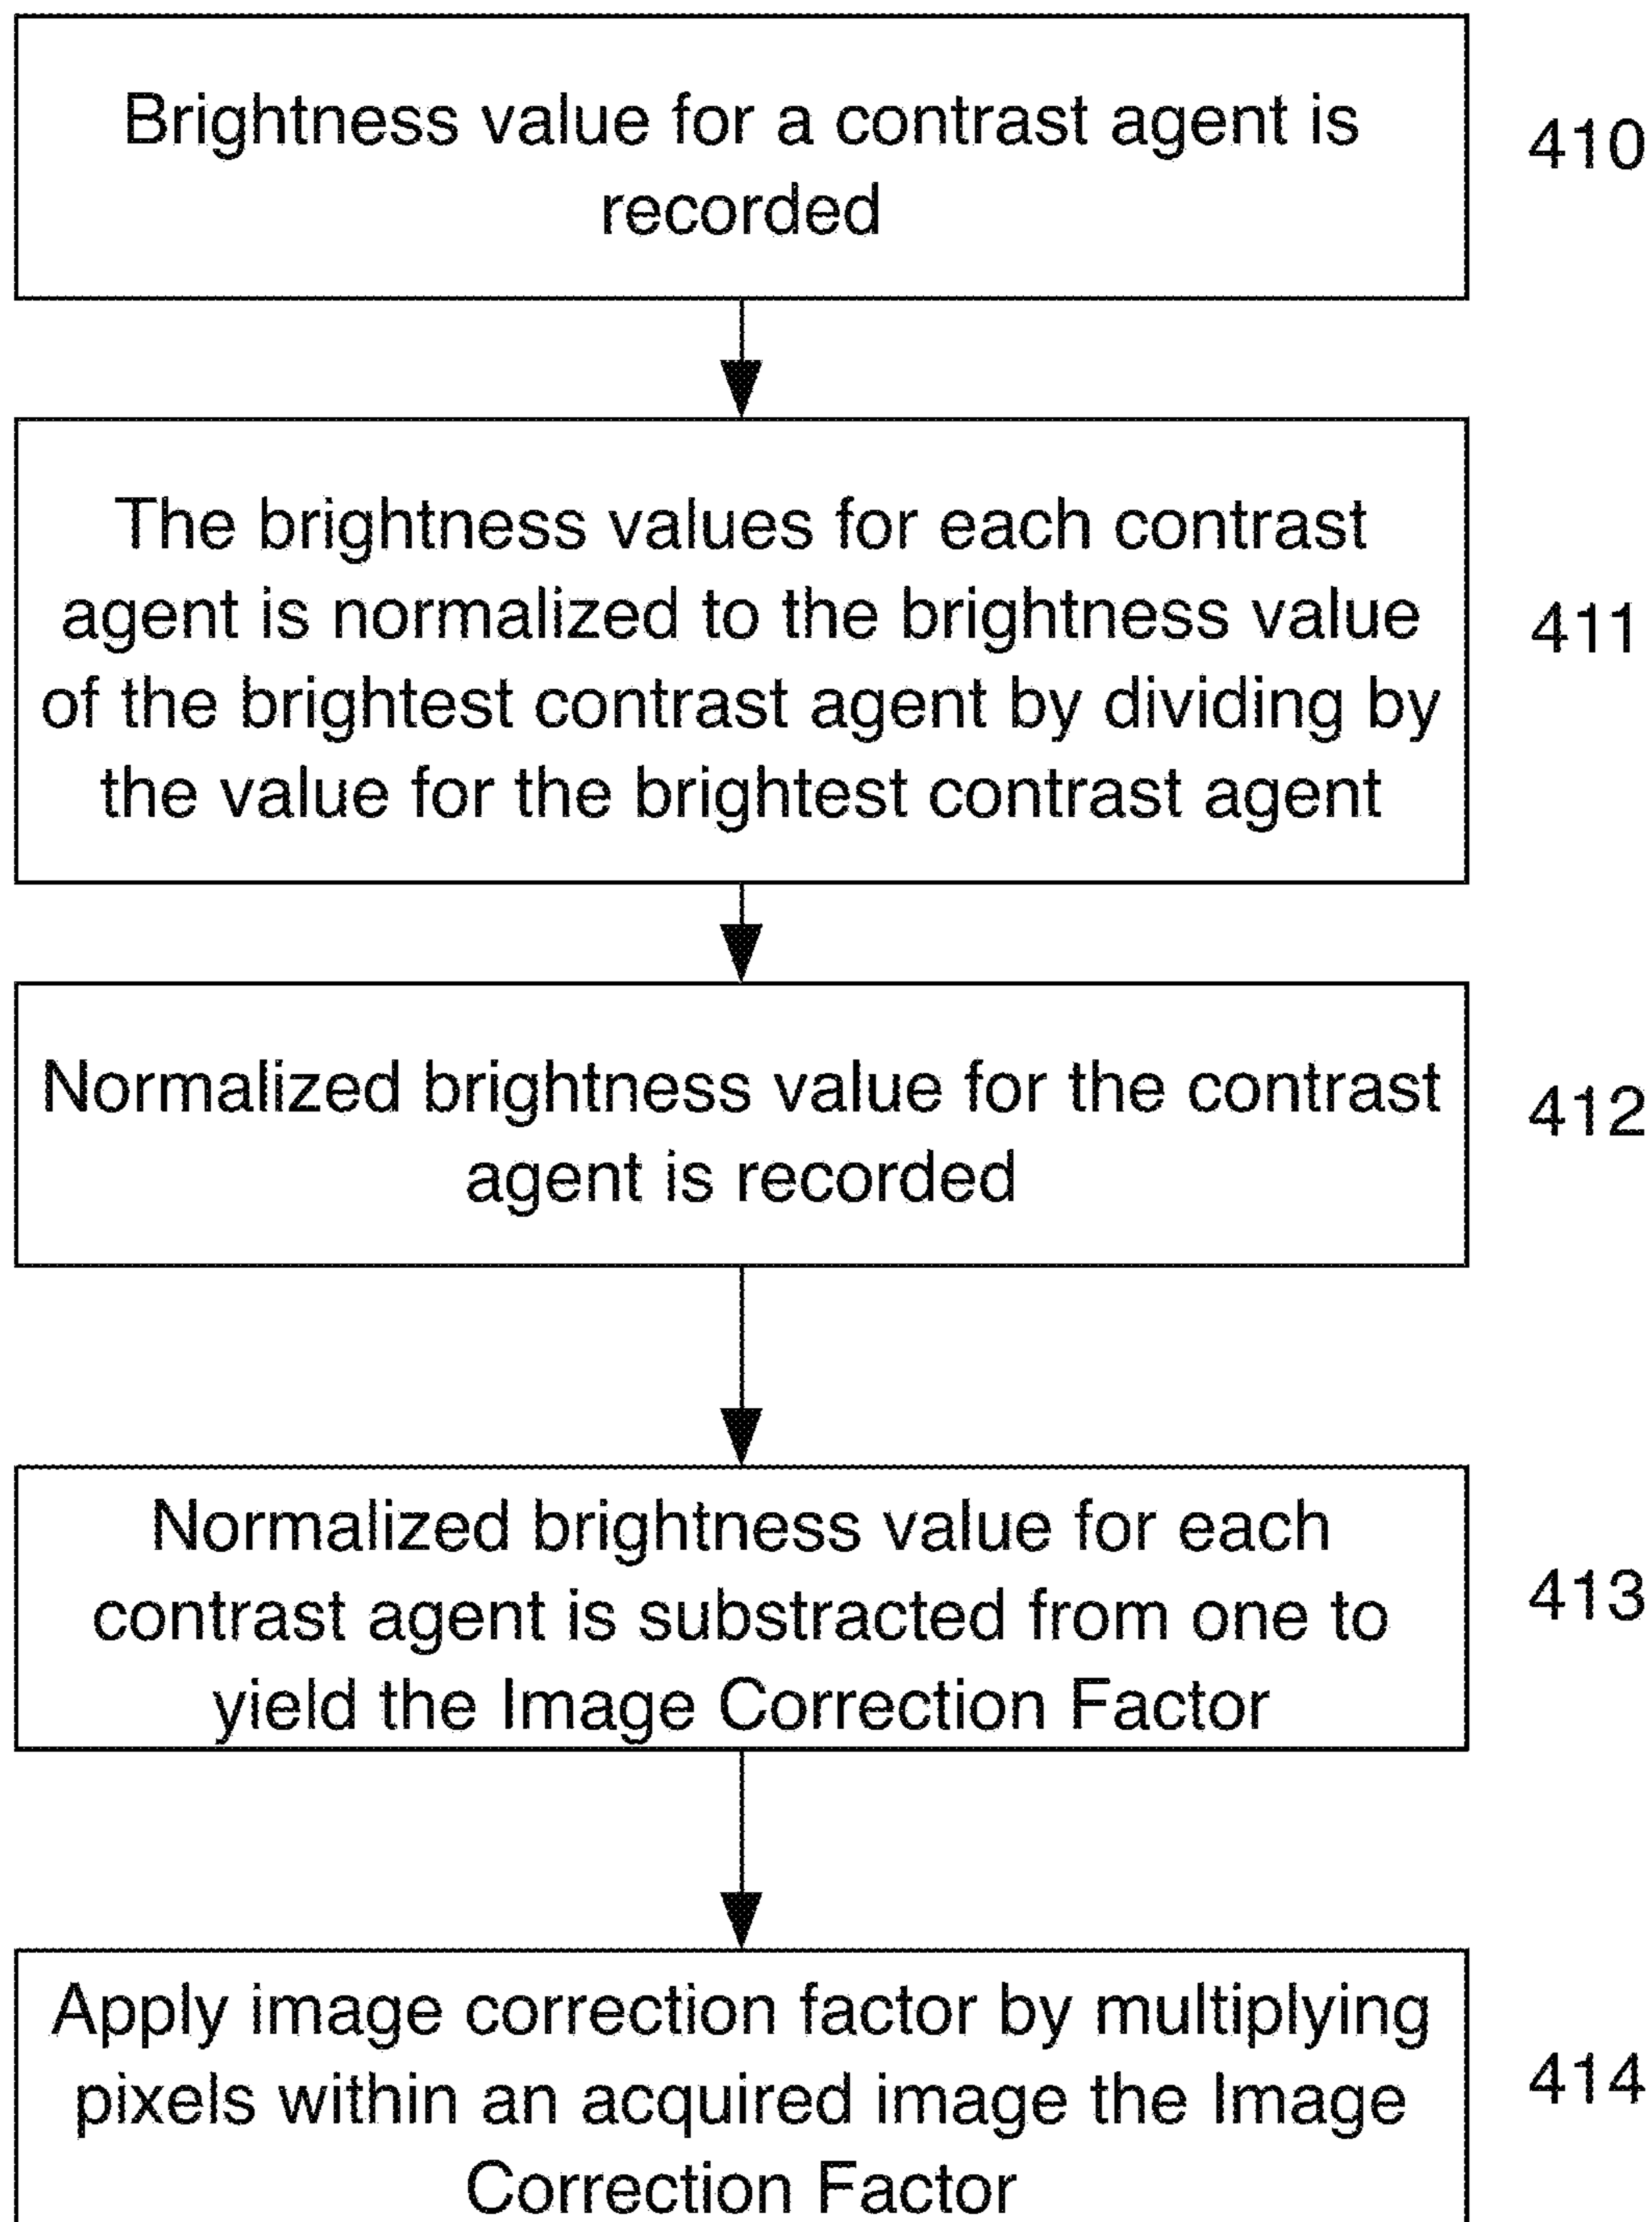 Brightness value for a contrast agent is
recorded
410
The brightness values for each contrast
agent is normalized to the brightness value
of the brightest contrast agent by dividing by
the value for the brightest contrast agent
411
Normalized brightness value for the contrast
agent is recorded
412
Normalized brightness value for each
contrast agent is substracted from one to
yield the Image Correction Factor
413
Apply image correction factor by multiplying
pixels within an acquired image the Image
Correction Factor
414